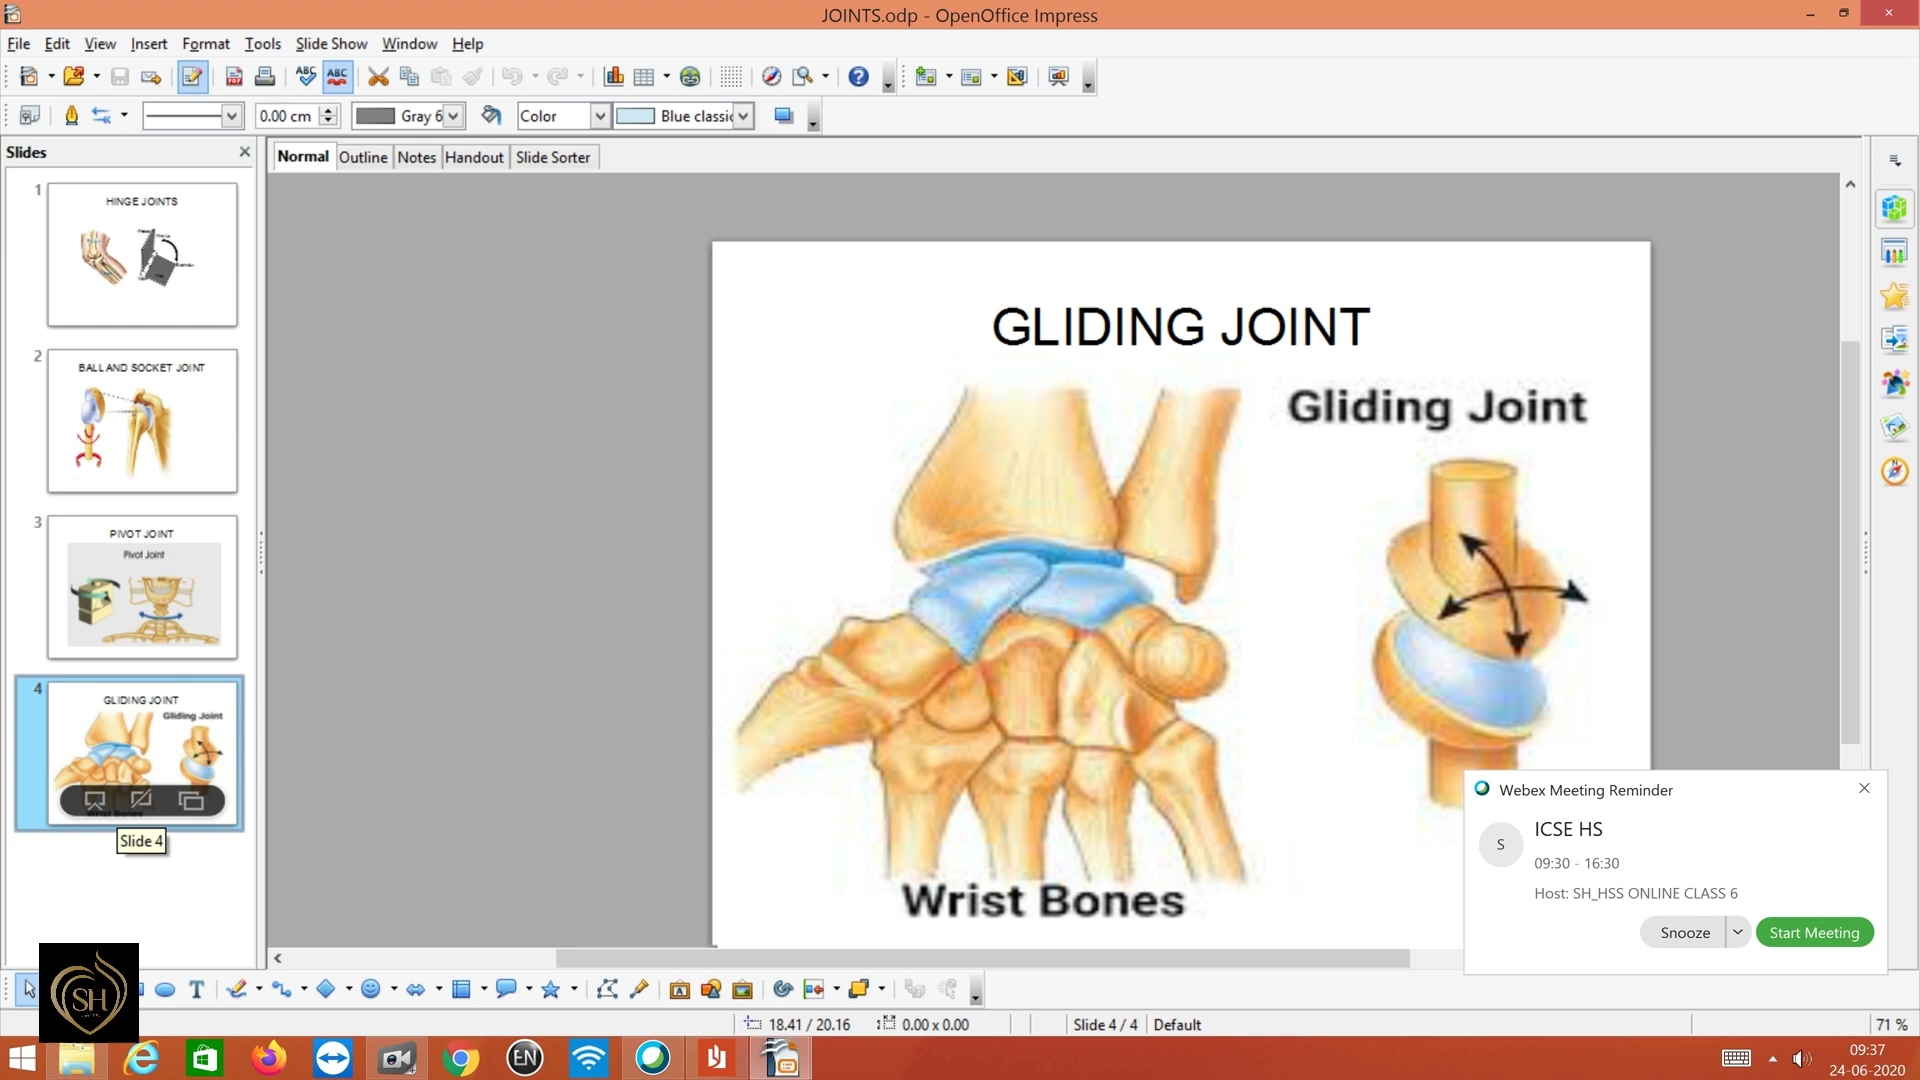 JOINTS.odp - OpenOffice Impress
File Edit View Insert Format Tools Slide Show Window Help
0.00 cm Gray 6 Color Blue classic
Slides
Normal Outline Notes Handout Slide Sorter
1
HINGE JOINTS
2
BALL AND SOCKET JOINT
3
PIVOT JOINT
Pivot Joint
4
GLIDING JOINT
Gliding Joint
Wrist Bones
Slide 4
GLIDING JOINT
Gliding Joint
Wrist Bones
Webex Meeting Reminder
S
ICSE HS
09:30 - 16:30
Host: SH_HSS ONLINE CLASS 6
Snooze Start Meeting
SH
18.41 / 20.16 0.00 x 0.00 Slide 4 / 4 Default 71 %
EN
09:37
24-06-2020